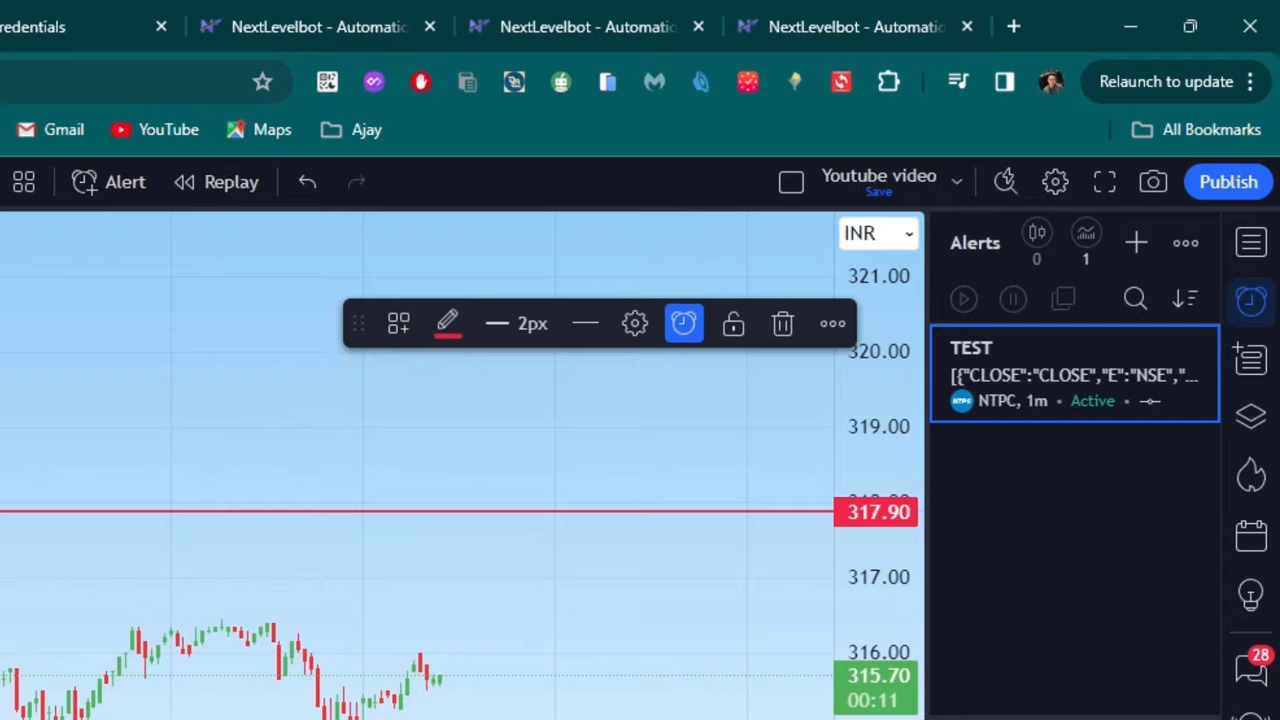 redentials
NextLevelbot - Automatic
NextLevelbot - Automatic
NextLevelbot - Automatic
Relaunch to update
Gmail
YouTube
Maps
Ajay
All Bookmarks
Alert
Replay
Youtube video
Save
Publish
INR
321.00
320.00
319.00
317.90
317.00
316.00
315.70
00:11
2px
Alerts
0
1
TEST
[{"CLOSE":"CLOSE","E":"NSE","...
NTPC
NTPC, 1m • Active •
28